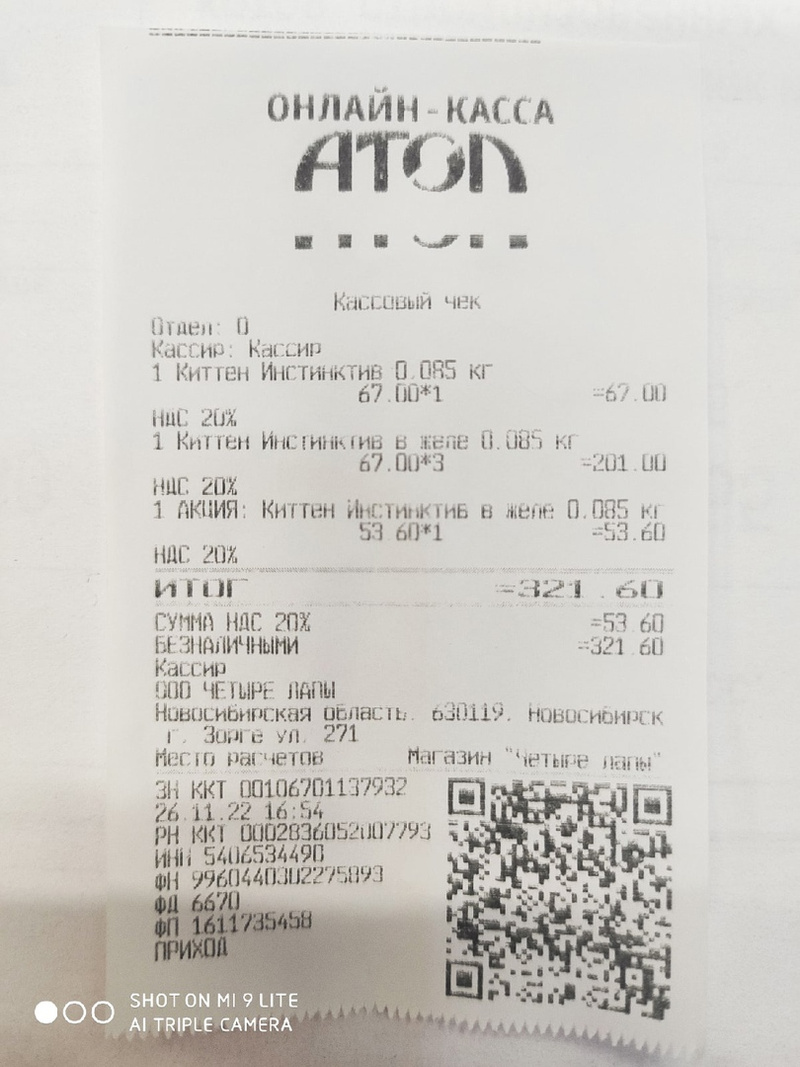 ОНЛАЙН-КАССА
АТОЛ
Кассовый чек
Отдел: 0
Кассир: Кассир
1 Киттен Инстинктив 0.085 кг
67.00*1 =67.00
НДС 20%
1 Киттен Инстинктив в желе 0.085 кг
67.00*3 =201.00
НДС 20%
1 АКЦИЯ: Киттен Инстинктив в желе 0.085 кг
53.60*1 =53.60
НДС 20%
ИТОГ =321.60
СУММА НДС 20% =53.60
БЕЗНАЛИЧНЫМИ =321.60
Кассир
ООО ЧЕТЫРЕ ЛАПЫ
Новосибирская область, 630119, Новосибирск
г, Зорге ул, 271
Место расчетов Магазин "Четыре лапы"
ЗН ККТ 00106701137932
26.11.22 16:54
РН ККТ 0002836052007793
ИНН 5406534490
ФН 9960440302275893
ФД 6670
ФП 1611735458
ПРИХОД
SHOT ON MI 9 LITE
AI TRIPLE CAMERA